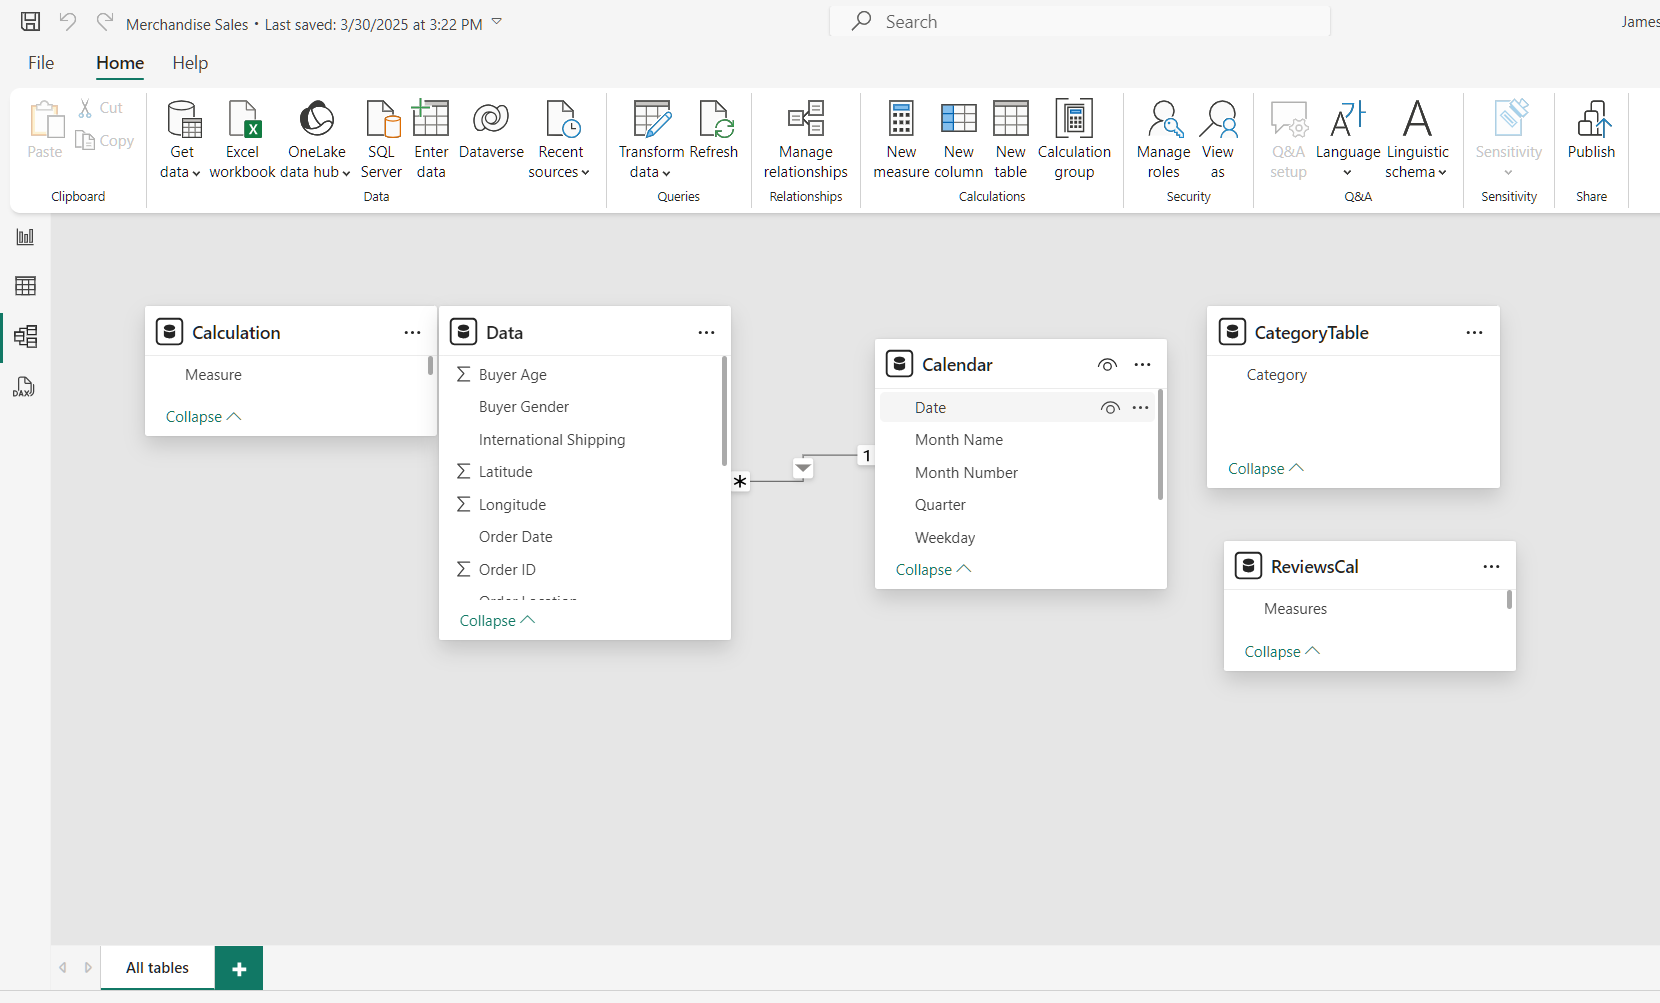 Merchandise Sales • Last saved: 3/30/2025 at 3:22 PM
Search
James
File Home Help
Paste
Cut
Copy
Clipboard
Get data
Excel workbook
OneLake data hub
SQL Server
Enter data
Dataverse
Recent sources
Data
Transform data
Refresh
Queries
Manage relationships
Relationships
New measure
New column
New table
Calculation group
Calculations
Manage roles
View as
Security
Q&A setup
Language
Linguistic schema
Q&A
Sensitivity
Sensitivity
Publish
Share
DAX
Calculation
Measure
Collapse
Data
Buyer Age
Buyer Gender
International Shipping
Latitude
Longitude
Order Date
Order ID
Order Location
Collapse
*
1
Calendar
Date
Month Name
Month Number
Quarter
Weekday
Collapse
CategoryTable
Category
Collapse
ReviewsCal
Measures
Collapse
All tables
+